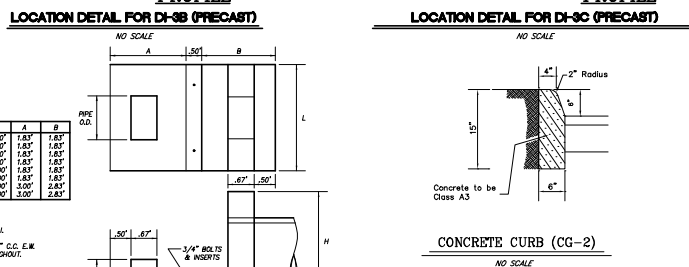 LOCATION DETAIL FOR DI-3B (PRECAST)
NO SCALE
A .50' B
PIPE
O.D.
L
A B
1.83' 1.83'
1.83' 1.83'
1.83' 1.83'
1.83' 1.83'
1.83' 1.83'
1.83' 1.83'
3.00' 2.83'
3.00' 2.83'
.67' .50'
H
.50' .67'
3/4" BOLTS
& INSERTS
" C.C. E.W.
LOCATION DETAIL FOR DI-3C (PRECAST)
NO SCALE
4"
2" Radius
6"
15"
6"
Concrete to be
Class A3
CONCRETE CURB (CG-2)
NO SCALE